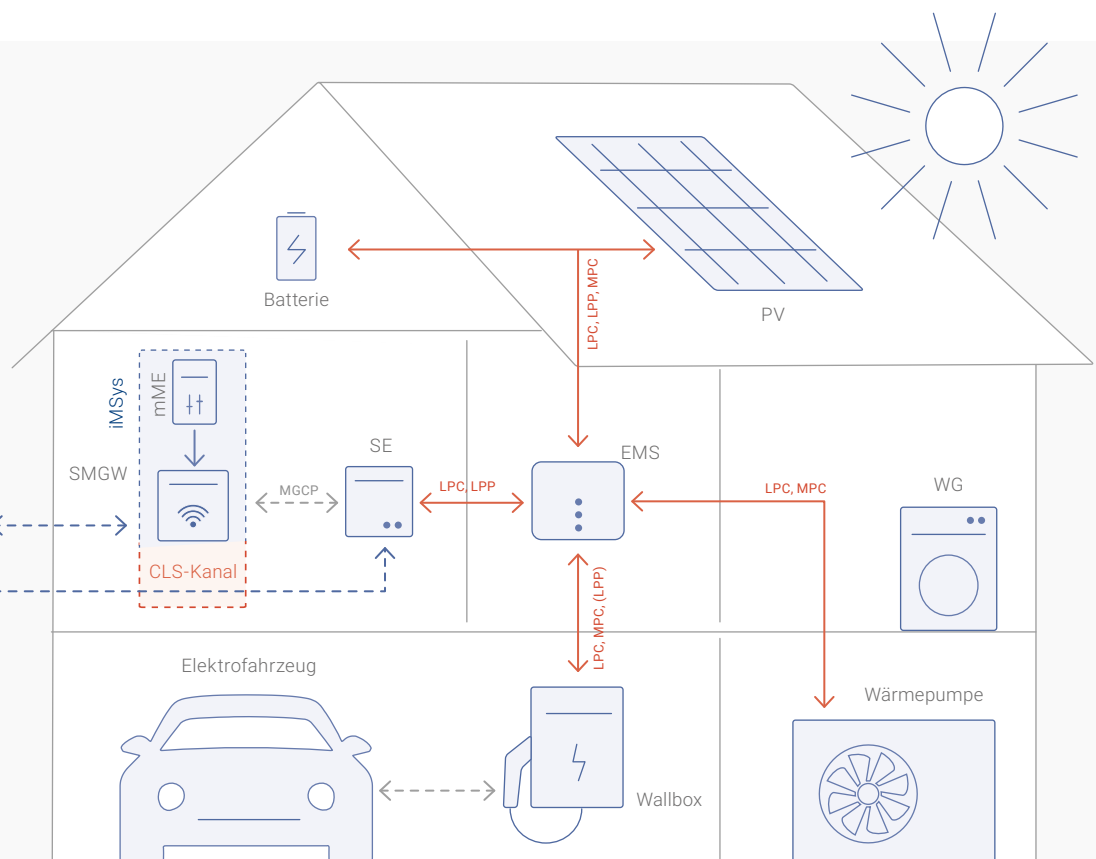 Batterie
LPC, LPP, MPC
PV
iMSys
mME
SMGW
SE
EMS
MGCP
LPC, LPP
LPC, MPC
WG
CLS-Kanal
LPC, MPC, (LPP)
Elektrofahrzeug
Wärmepumpe
Wallbox